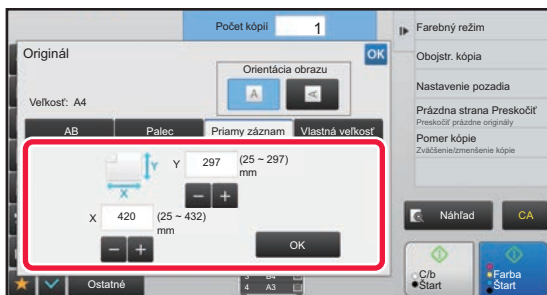 Počet kópií
1
Originál
OK
Orientácia obrazu
A
A
Veľkosť: A4
AB
Palec
Priamy záznam
Vlastná veľkosť
Y
Y
297
(25 ~ 297)
mm
X
X
420
(25 ~ 432)
mm
OK
Ostatné
4 A3
Farebný režim
Obojstr. kópia
Nastavenie pozadia
Prázdna strana Preskočiť
Preskočiť prázdne originály
Pomer kópie
Zväčšenie/zmenšenie kópie
Náhľad
CA
C/b
Štart
Farba
Štart